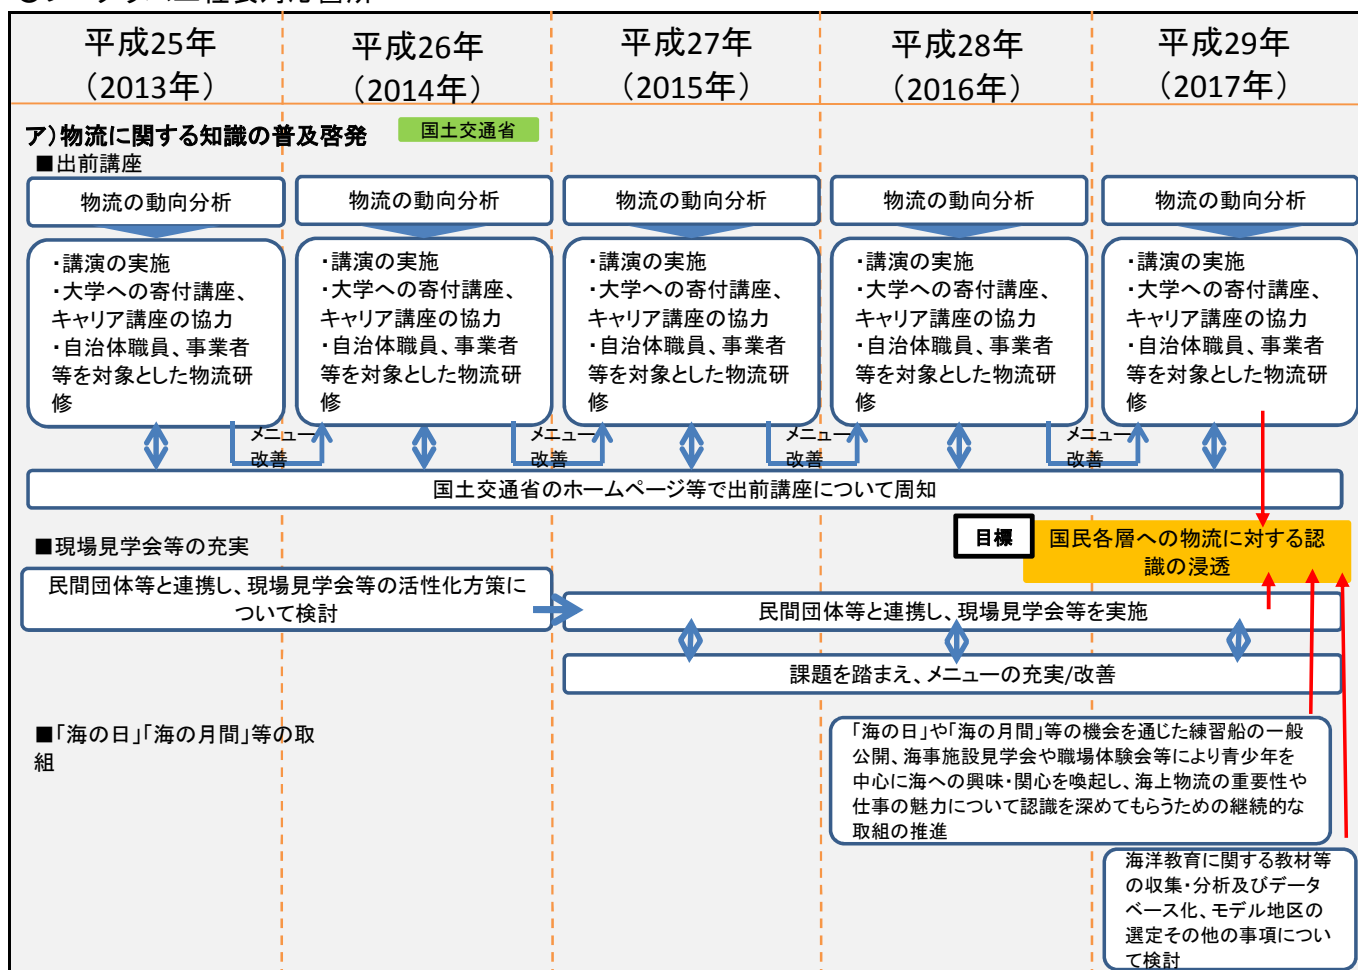 平成25年
(2013年)
平成26年
(2014年)
平成27年
(2015年)
平成28年
(2016年)
平成29年
(2017年)
ア)物流に関する知識の普及啓発
国土交通省
■出前講座
物流の動向分析
物流の動向分析
物流の動向分析
物流の動向分析
物流の動向分析
・講演の実施
・大学への寄付講座、
キャリア講座の協力
・自治体職員、事業者
等を対象とした物流研
修
・講演の実施
・大学への寄付講座、
キャリア講座の協力
・自治体職員、事業者
等を対象とした物流研
修
・講演の実施
・大学への寄付講座、
キャリア講座の協力
・自治体職員、事業者
等を対象とした物流研
修
・講演の実施
・大学への寄付講座、
キャリア講座の協力
・自治体職員、事業者
等を対象とした物流研
修
・講演の実施
・大学への寄付講座、
キャリア講座の協力
・自治体職員、事業者
等を対象とした物流研
修
メニュー
改善
メニュー
改善
メニュー
改善
メニュー
改善
国土交通省のホームページ等で出前講座について周知
目標
国民各層への物流に対する認
識の浸透
■現場見学会等の充実
民間団体等と連携し、現場見学会等の活性化方策に
ついて検討
民間団体等と連携し、現場見学会等を実施
課題を踏まえ、メニューの充実/改善
■「海の日」「海の月間」等の取
組
「海の日」や「海の月間」等の機会を通じた練習船の一般
公開、海事施設見学会や職場体験会等により青少年を
中心に海への興味・関心を喚起し、海上物流の重要性や
仕事の魅力について認識を深めてもらうための継続的な
取組の推進
海洋教育に関する教材等
の収集・分析及びデータ
ベース化、モデル地区の
選定その他の事項につい
て検討